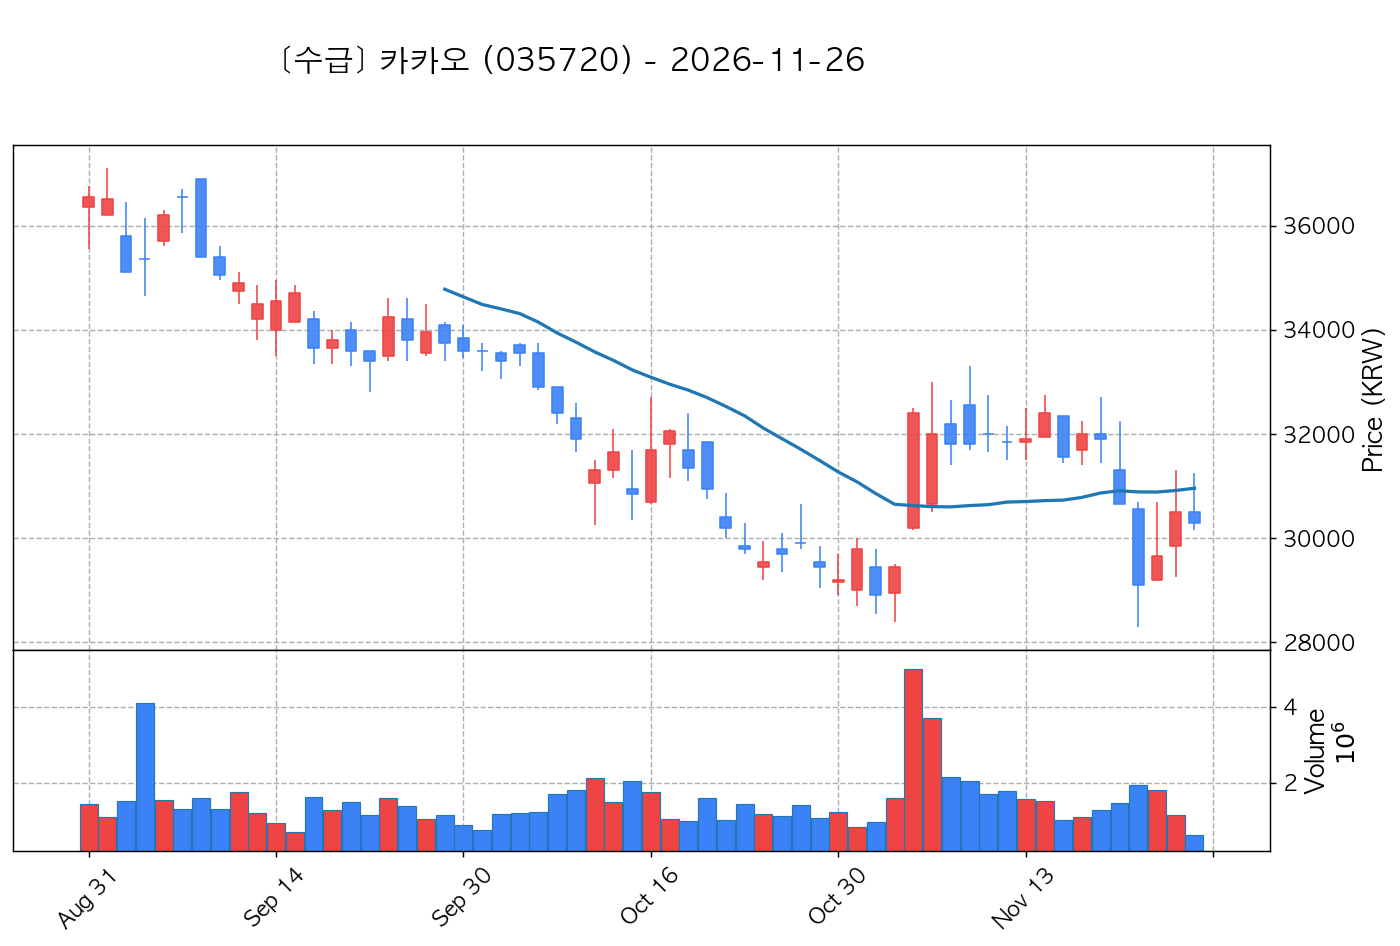 〔수급〕 카카오 (035720) - 2026-11-26
36000
34000
32000
30000
28000
Price (KRW)
4
2
Volume
10⁶
Aug 31
Sep 14
Sep 30
Oct 16
Oct 30
Nov 13